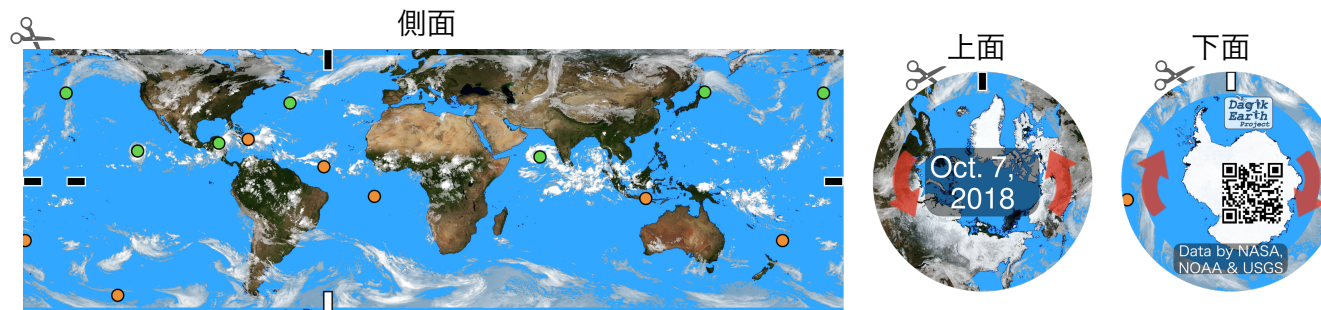 側面
上面
下面
Oct. 7,
2018
Dagik
Earth
Project
Data by NASA,
NOAA & USGS